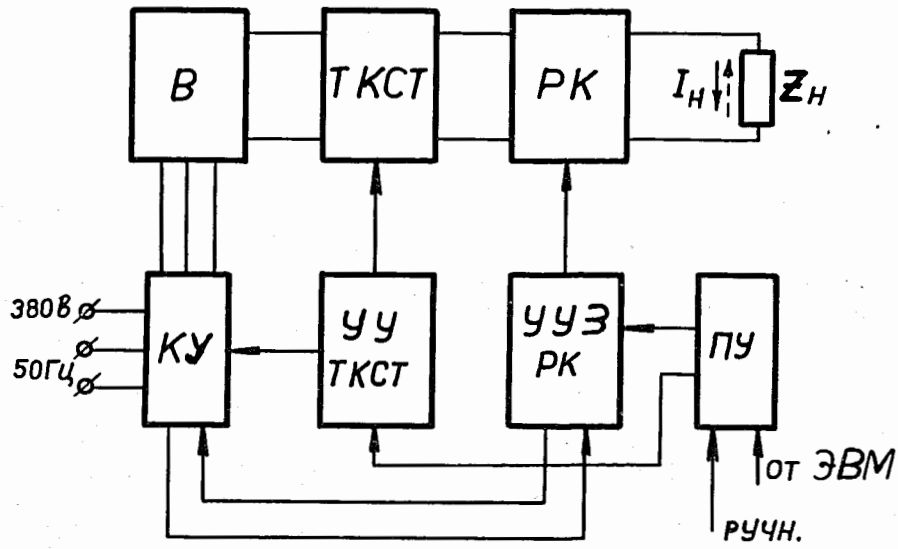 В
ТКСТ
РК
Iн
Zн
380В
50Гц
КУ
УУ
ТКСТ
УУЗ
РК
ПУ
от ЭВМ
РУЧН.